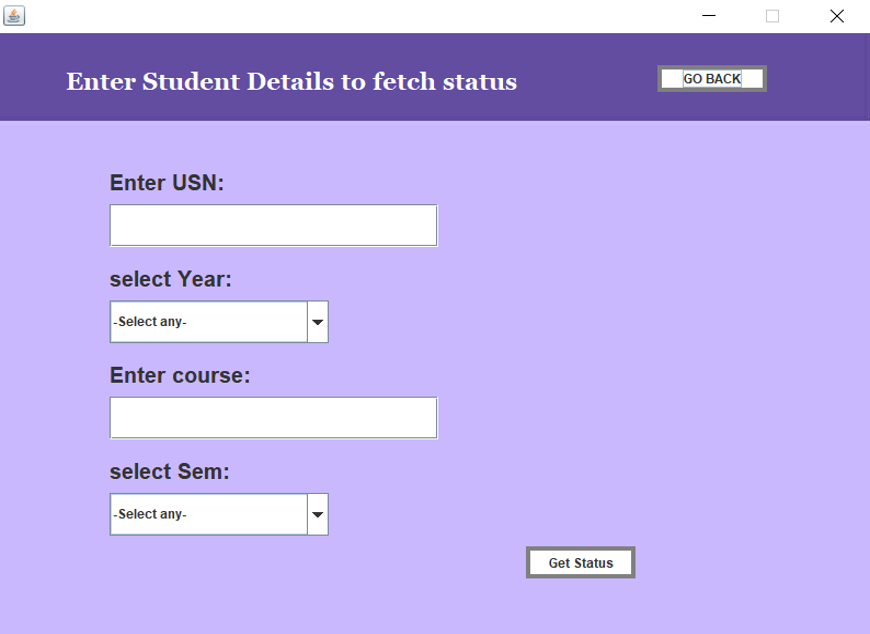 Enter Student Details to fetch status
GO BACK
Enter USN:
select Year:
-Select any-
Enter course:
select Sem:
-Select any-
Get Status